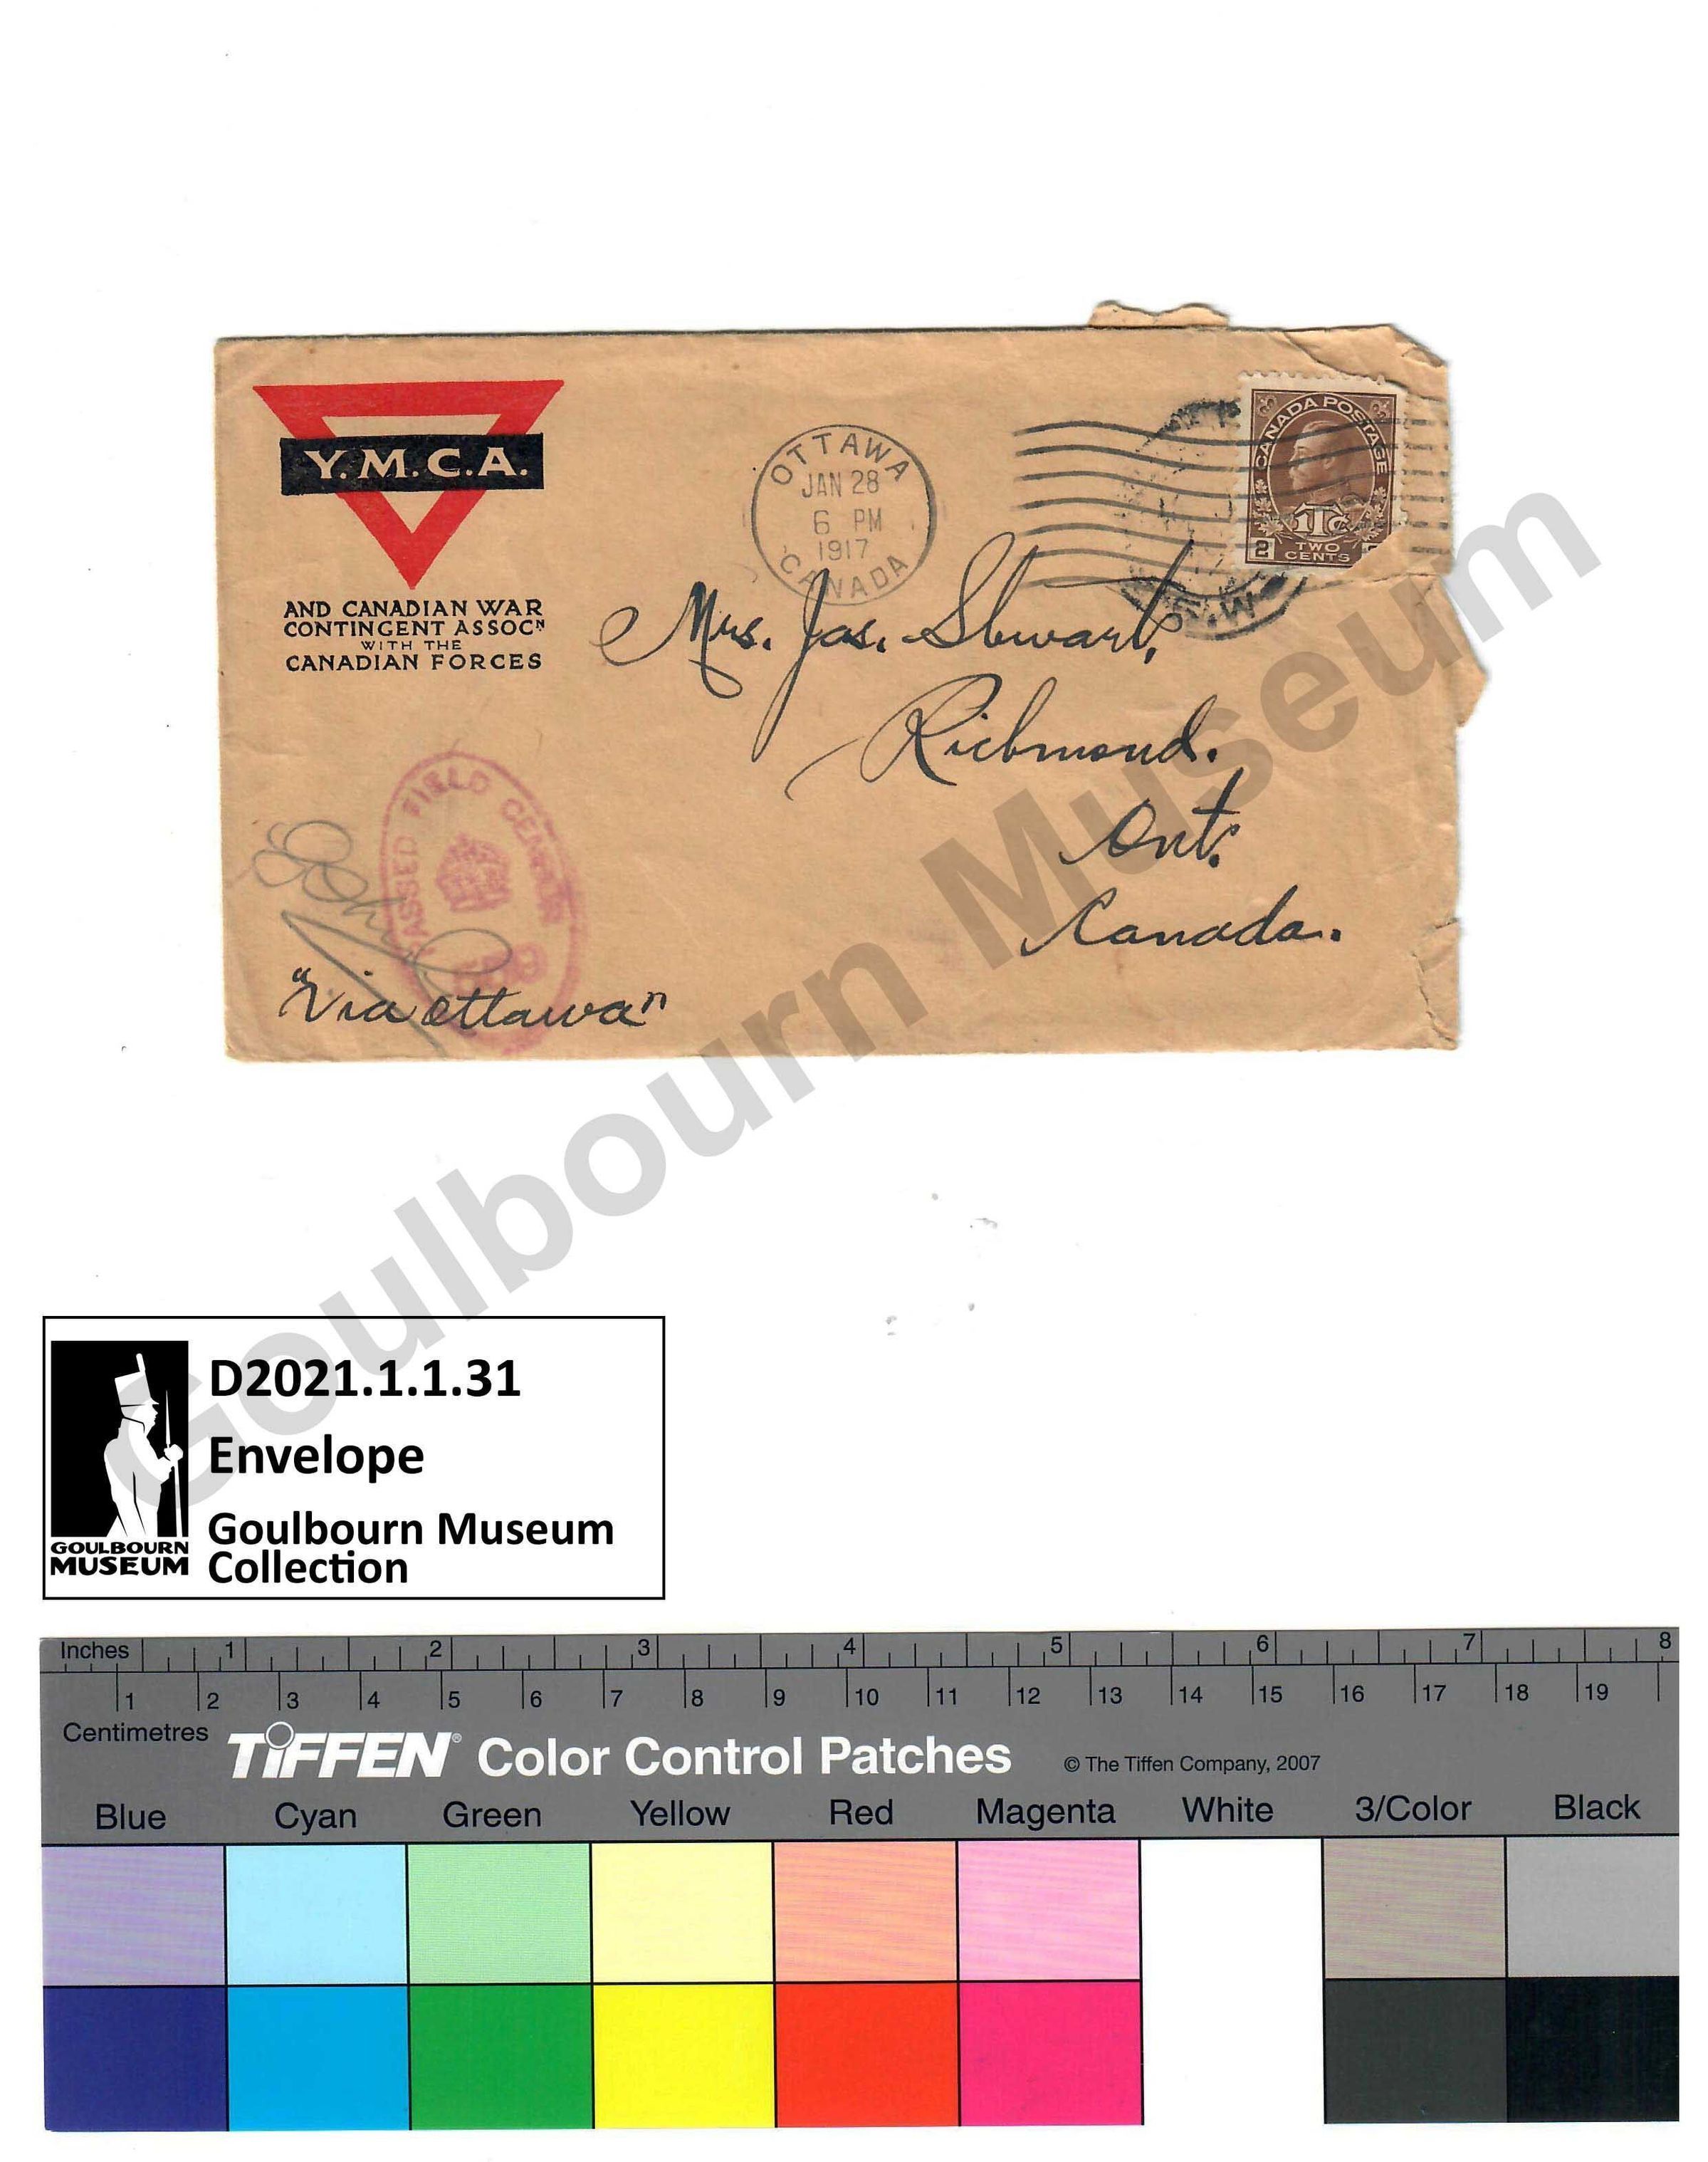 Y.M.C.A.
AND CANADIAN WAR
CONTINGENT ASSOCN
WITH THE
CANADIAN FORCES
OTTAWA
JAN 28
6 PM
1917
CANADA
CANADA POSTAGE
1Tc
2
TWO
CENTS
Mrs. Jas. Stewart,
Richmond.
Ont.
Canada.
PASSED FIELD CENSOR
"Via Ottawa"
Goulbourn Museum
D2021.1.1.31
Envelope
Goulbourn Museum
Collection
GOULBOURN
MUSEUM
Inches 1 2 3 4 5 6 7 8
1 2 3 4 5 6 7 8 9 10 11 12 13 14 15 16 17 18 19
Centimetres
TIFFEN® Color Control Patches © The Tiffen Company, 2007
Blue Cyan Green Yellow Red Magenta White 3/Color Black